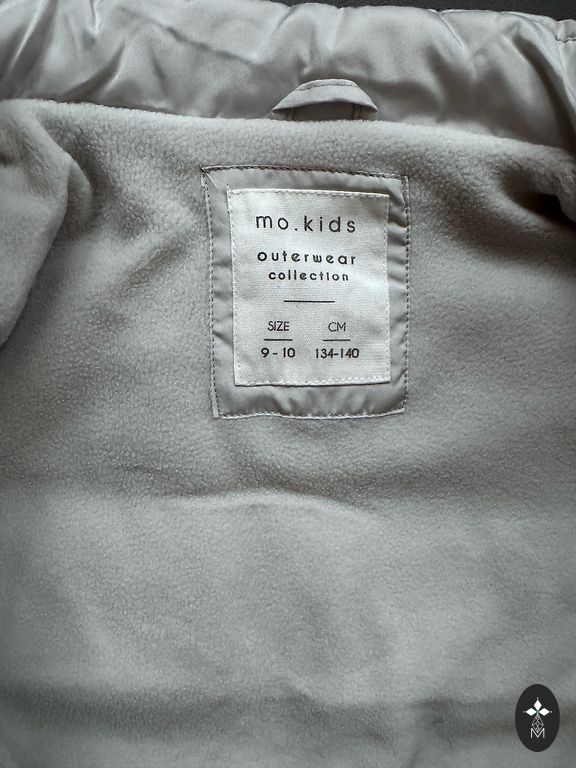 mo.kids
outerwear
collection
SIZE CM
9-10 134-140
M